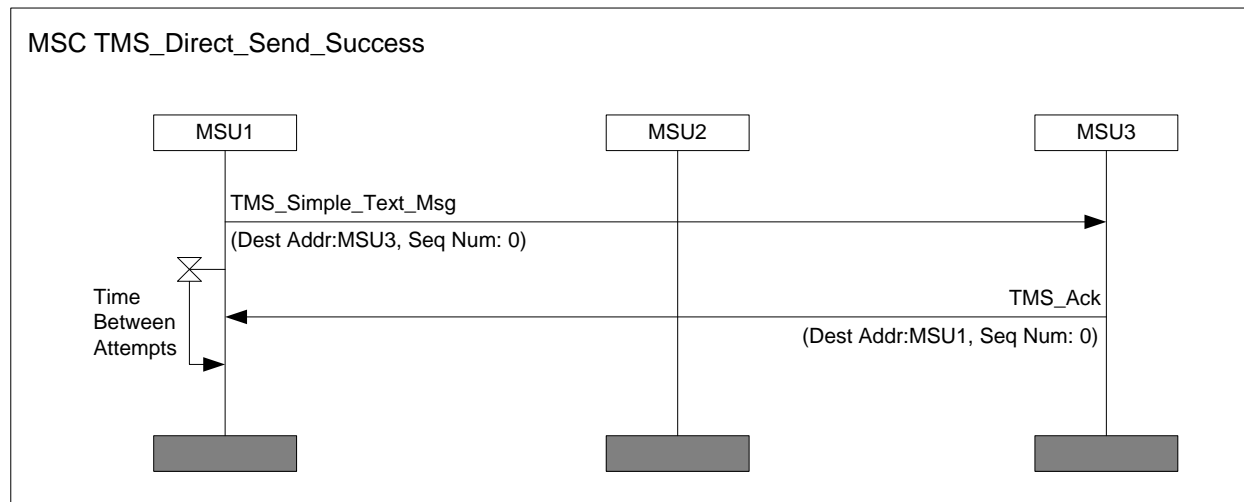 MSC TMS_Direct_Send_Success
MSU1
MSU2
MSU3
TMS_Simple_Text_Msg
(Dest Addr:MSU3, Seq Num: 0)
Time
Between
Attempts
TMS_Ack
(Dest Addr:MSU1, Seq Num: 0)